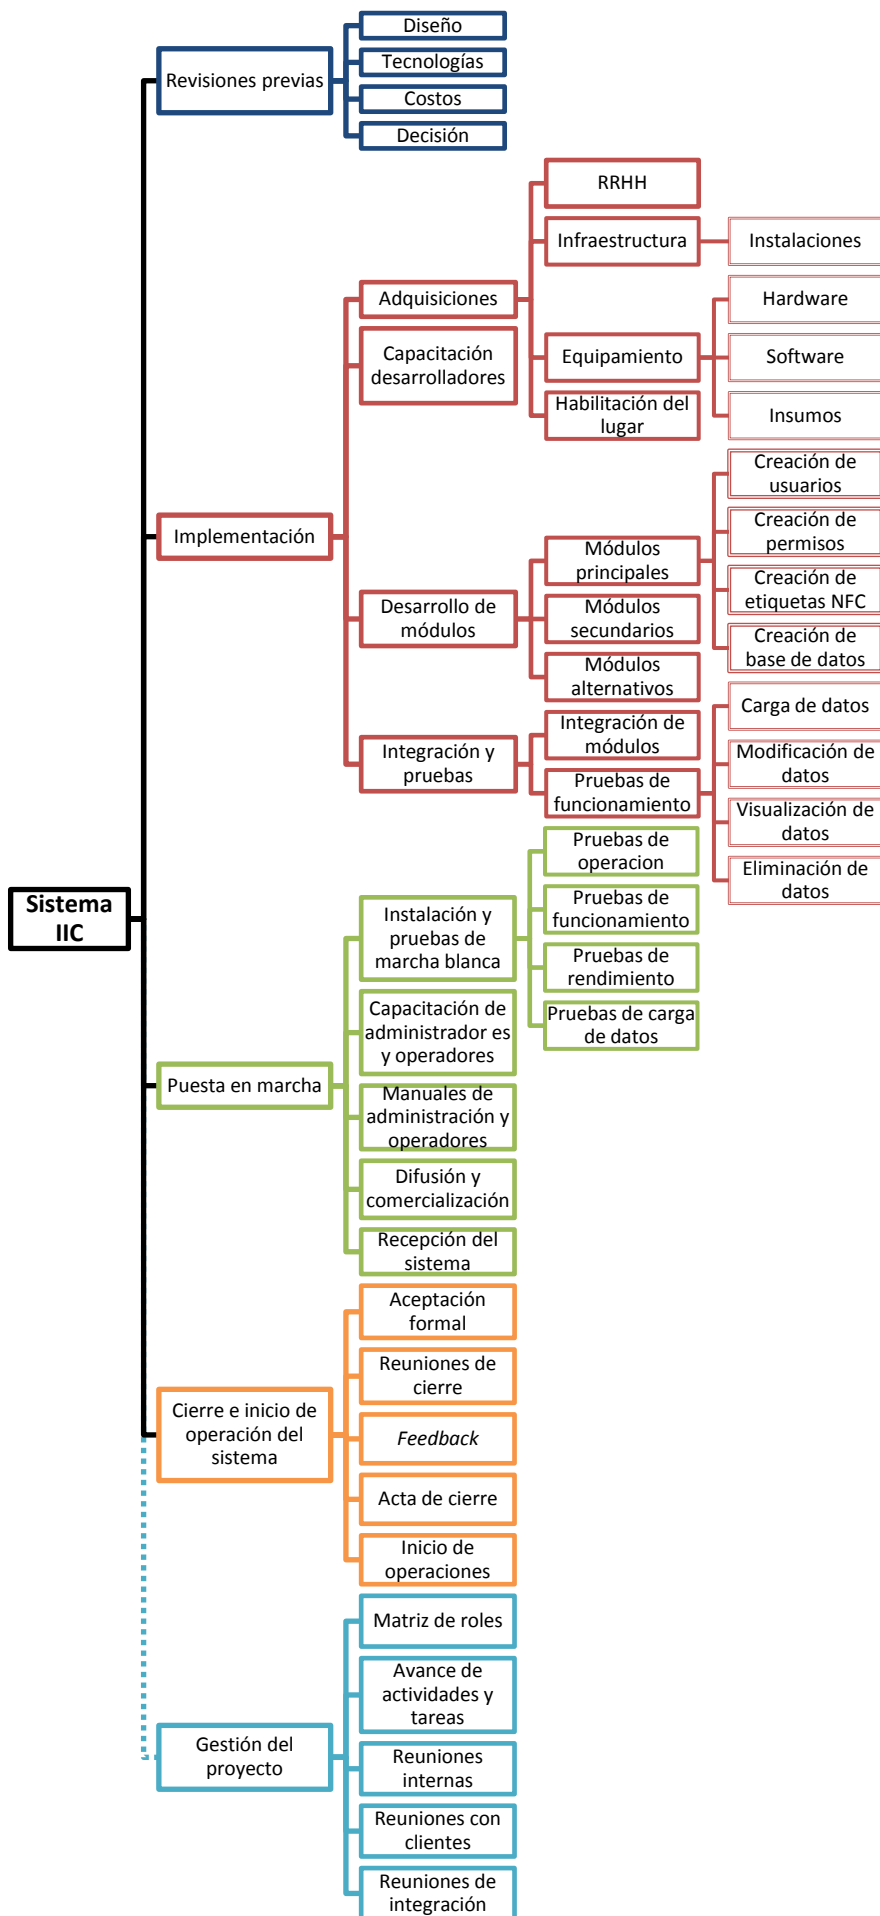 Diseño
Tecnologías
Revisiones previas
Costos
Decisión
RRHH
Infraestructura
Instalaciones
Adquisiciones
Hardware
Capacitación
desarrolladores
Equipamiento
Software
Habilitación del
lugar
Insumos
Implementación
Creación de
usuarios
Módulos
principales
Creación de
permisos
Desarrollo de
módulos
Módulos
secundarios
Creación de
etiquetas NFC
Módulos
alternativos
Creación de
base de datos
Integración y
pruebas
Integración de
módulos
Carga de datos
Pruebas de
funcionamiento
Modificación de
datos
Visualización de
datos
Eliminación de
datos
Sistema
IIC
Pruebas de
operacion
Instalación y
pruebas de
marcha blanca
Pruebas de
funcionamiento
Pruebas de
rendimiento
Pruebas de carga
de datos
Capacitación de
administrador es
y operadores
Puesta en marcha
Manuales de
administración y
operadores
Difusión y
comercialización
Recepción del
sistema
Aceptación
formal
Reuniones de
cierre
Cierre e inicio de
operación del
sistema
Feedback
Acta de cierre
Inicio de
operaciones
Matriz de roles
Avance de
actividades y
tareas
Gestión del
proyecto
Reuniones
internas
Reuniones con
clientes
Reuniones de
integración